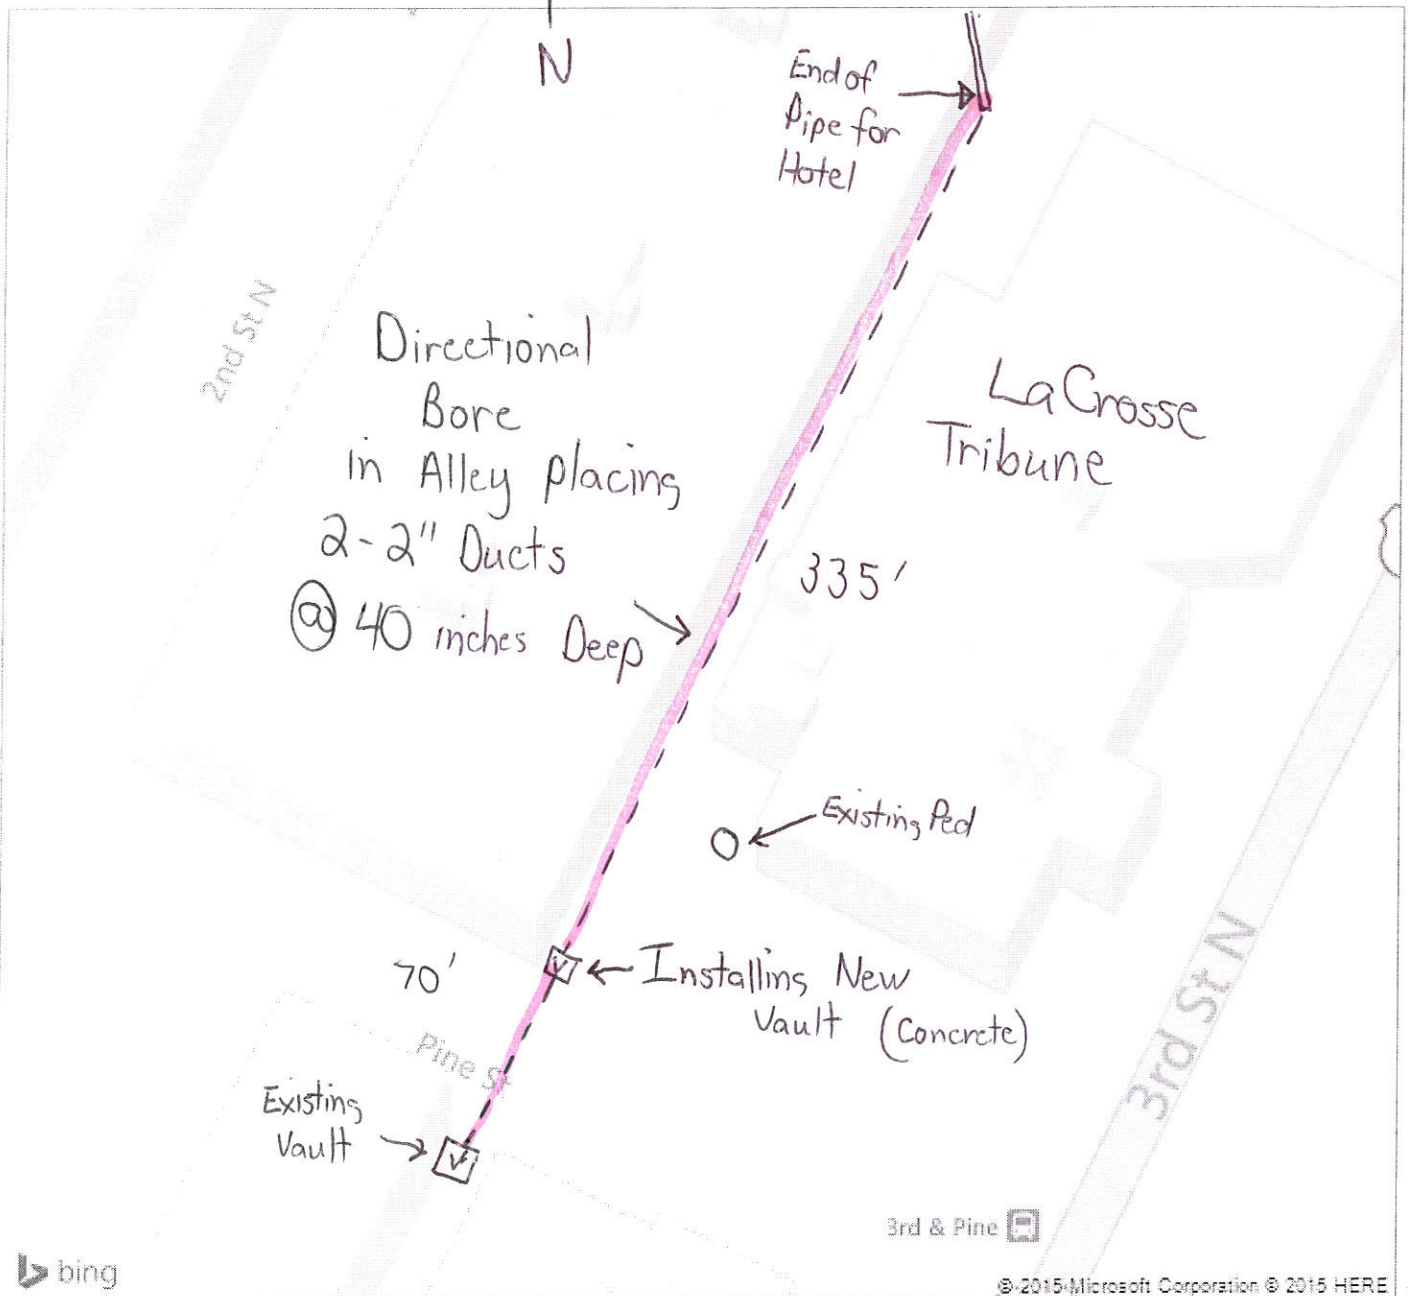 N
End of
Pipe for
Hotel
2nd St N
Directional
Bore
in Alley placing
2-2" Ducts
@ 40 inches Deep
La Crosse
Tribune
335'
Existing Ped
70'
Installing New
Vault (Concrete)
Pine St
Existing
Vault
V
V
3rd St N
3rd & Pine
bing
© 2015 Microsoft Corporation © 2015 HERE